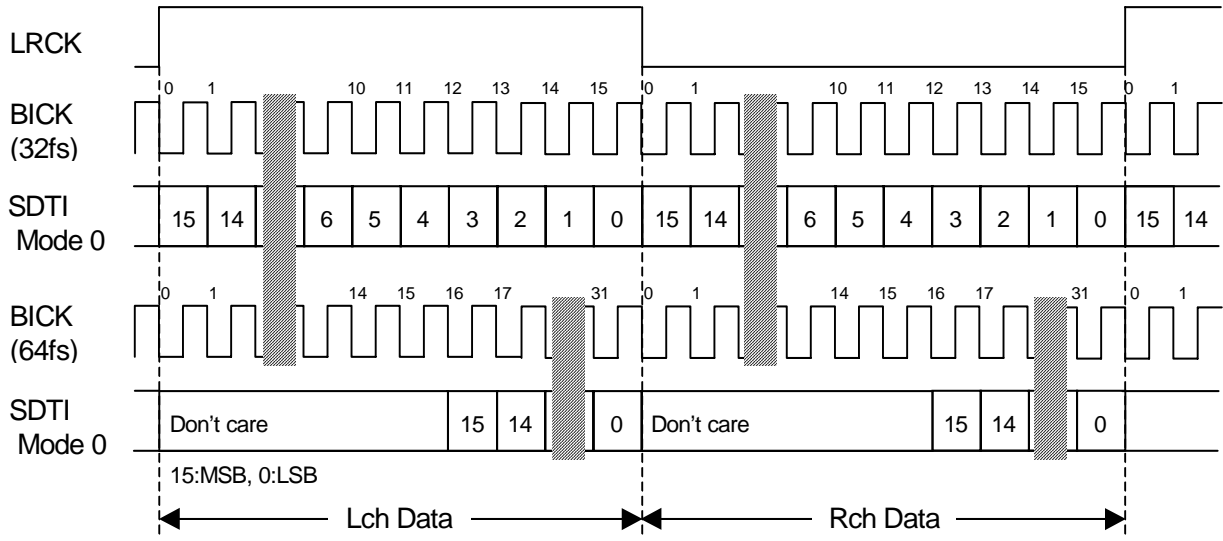 LRCK
0 1 10 11 12 13 14 15 0 1 10 11 12 13 14 15 0 1
BICK
(32fs)
SDTI
Mode 0
15 14 6 5 4 3 2 1 0 15 14 6 5 4 3 2 1 0 15 14
0 1 14 15 16 17 31 0 1 14 15 16 17 31 0 1
BICK
(64fs)
SDTI
Mode 0
Don't care 15 14 0 Don't care 15 14 0
15:MSB, 0:LSB
Lch Data Rch Data